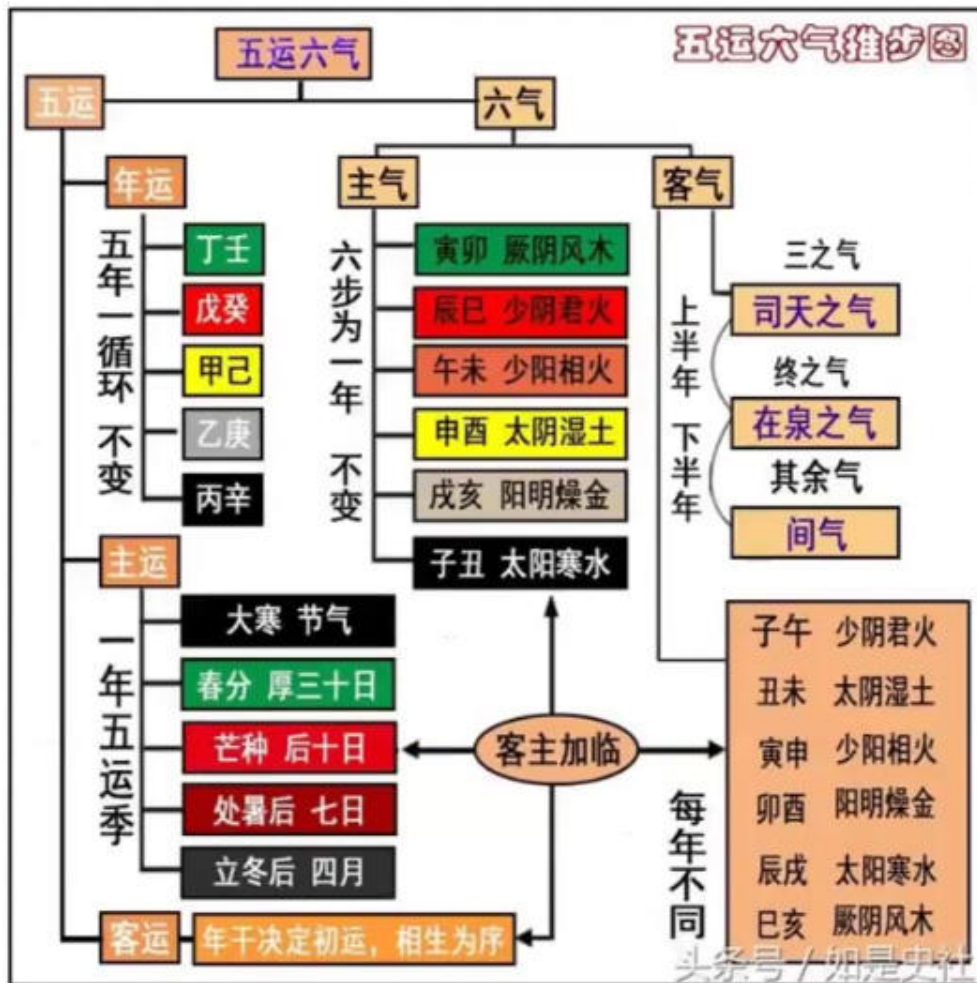 五运六气推步图
五运六气
五运
六气
年运
五年一循环 不变
丁壬
戊癸
甲己
乙庚
丙辛
主运
一年五运季
大寒 节气
春分 厚三十日
芒种 后十日
处暑后 七日
立冬后 四月
客运
年干决定初运，相生为序
主气
六步为一年 不变
寅卯 厥阴风木
辰巳 少阴君火
午未 少阳相火
申酉 太阴湿土
戌亥 阳明燥金
子丑 太阳寒水
客主加临
客气
上半年 下半年
三之气
司天之气
终之气
在泉之气
其余气
间气
每年不同
子午 少阴君火
丑未 太阴湿土
寅申 少阳相火
卯酉 阳明燥金
辰戌 太阳寒水
巳亥 厥阴风木
头条号 / 如是史社